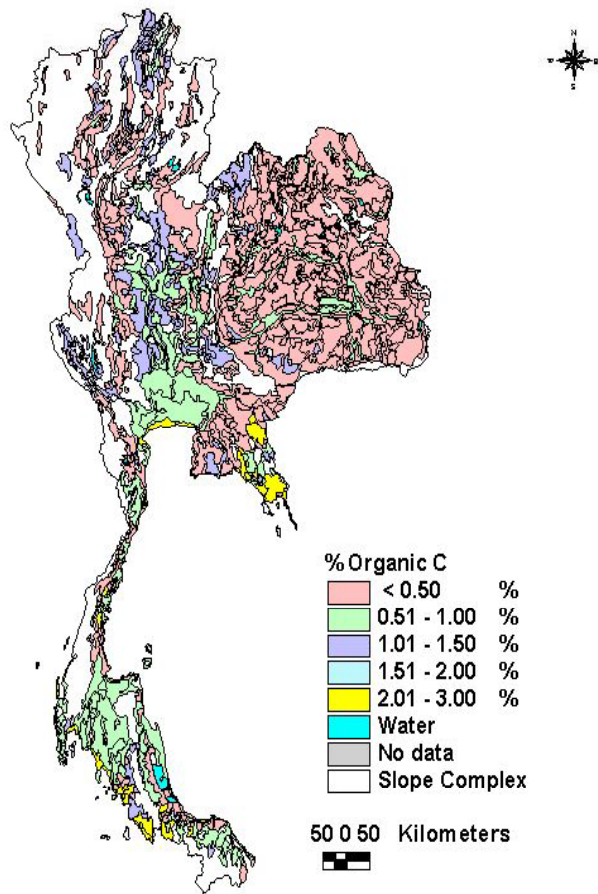 N
S
% Organic C
< 0.50 %
0.51 - 1.00 %
1.01 - 1.50 %
1.51 - 2.00 %
2.01 - 3.00 %
Water
No data
Slope Complex
50 0 50 Kilometers